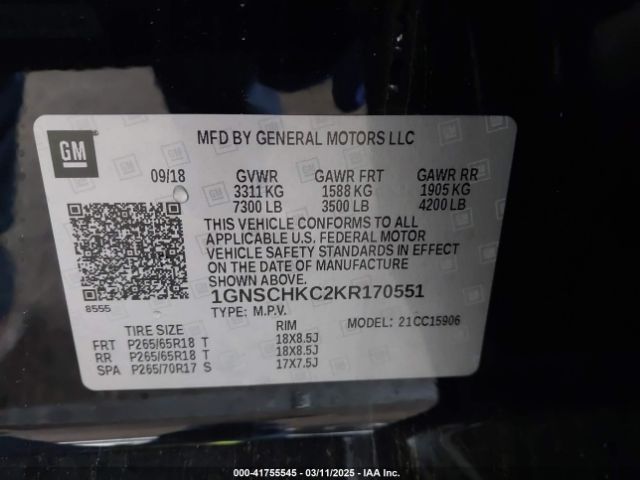 GM
MFD BY GENERAL MOTORS LLC
09/18 GVWR GAWR FRT GAWR RR
3311 KG 1588 KG 1905 KG
7300 LB 3500 LB 4200 LB
THIS VEHICLE CONFORMS TO ALL
APPLICABLE U.S. FEDERAL MOTOR
VEHICLE SAFETY STANDARDS IN EFFECT
ON THE DATE OF MANUFACTURE
SHOWN ABOVE.
8555
1GNSCHKC2KR170551
TYPE: M.P.V. MODEL: 21CC15906
TIRE SIZE RIM
FRT P265/65R18 T 18X8.5J
RR P265/65R18 T 18X8.5J
SPA P265/70R17 S 17X7.5J
000-41755545 - 03/11/2025 - IAA Inc.